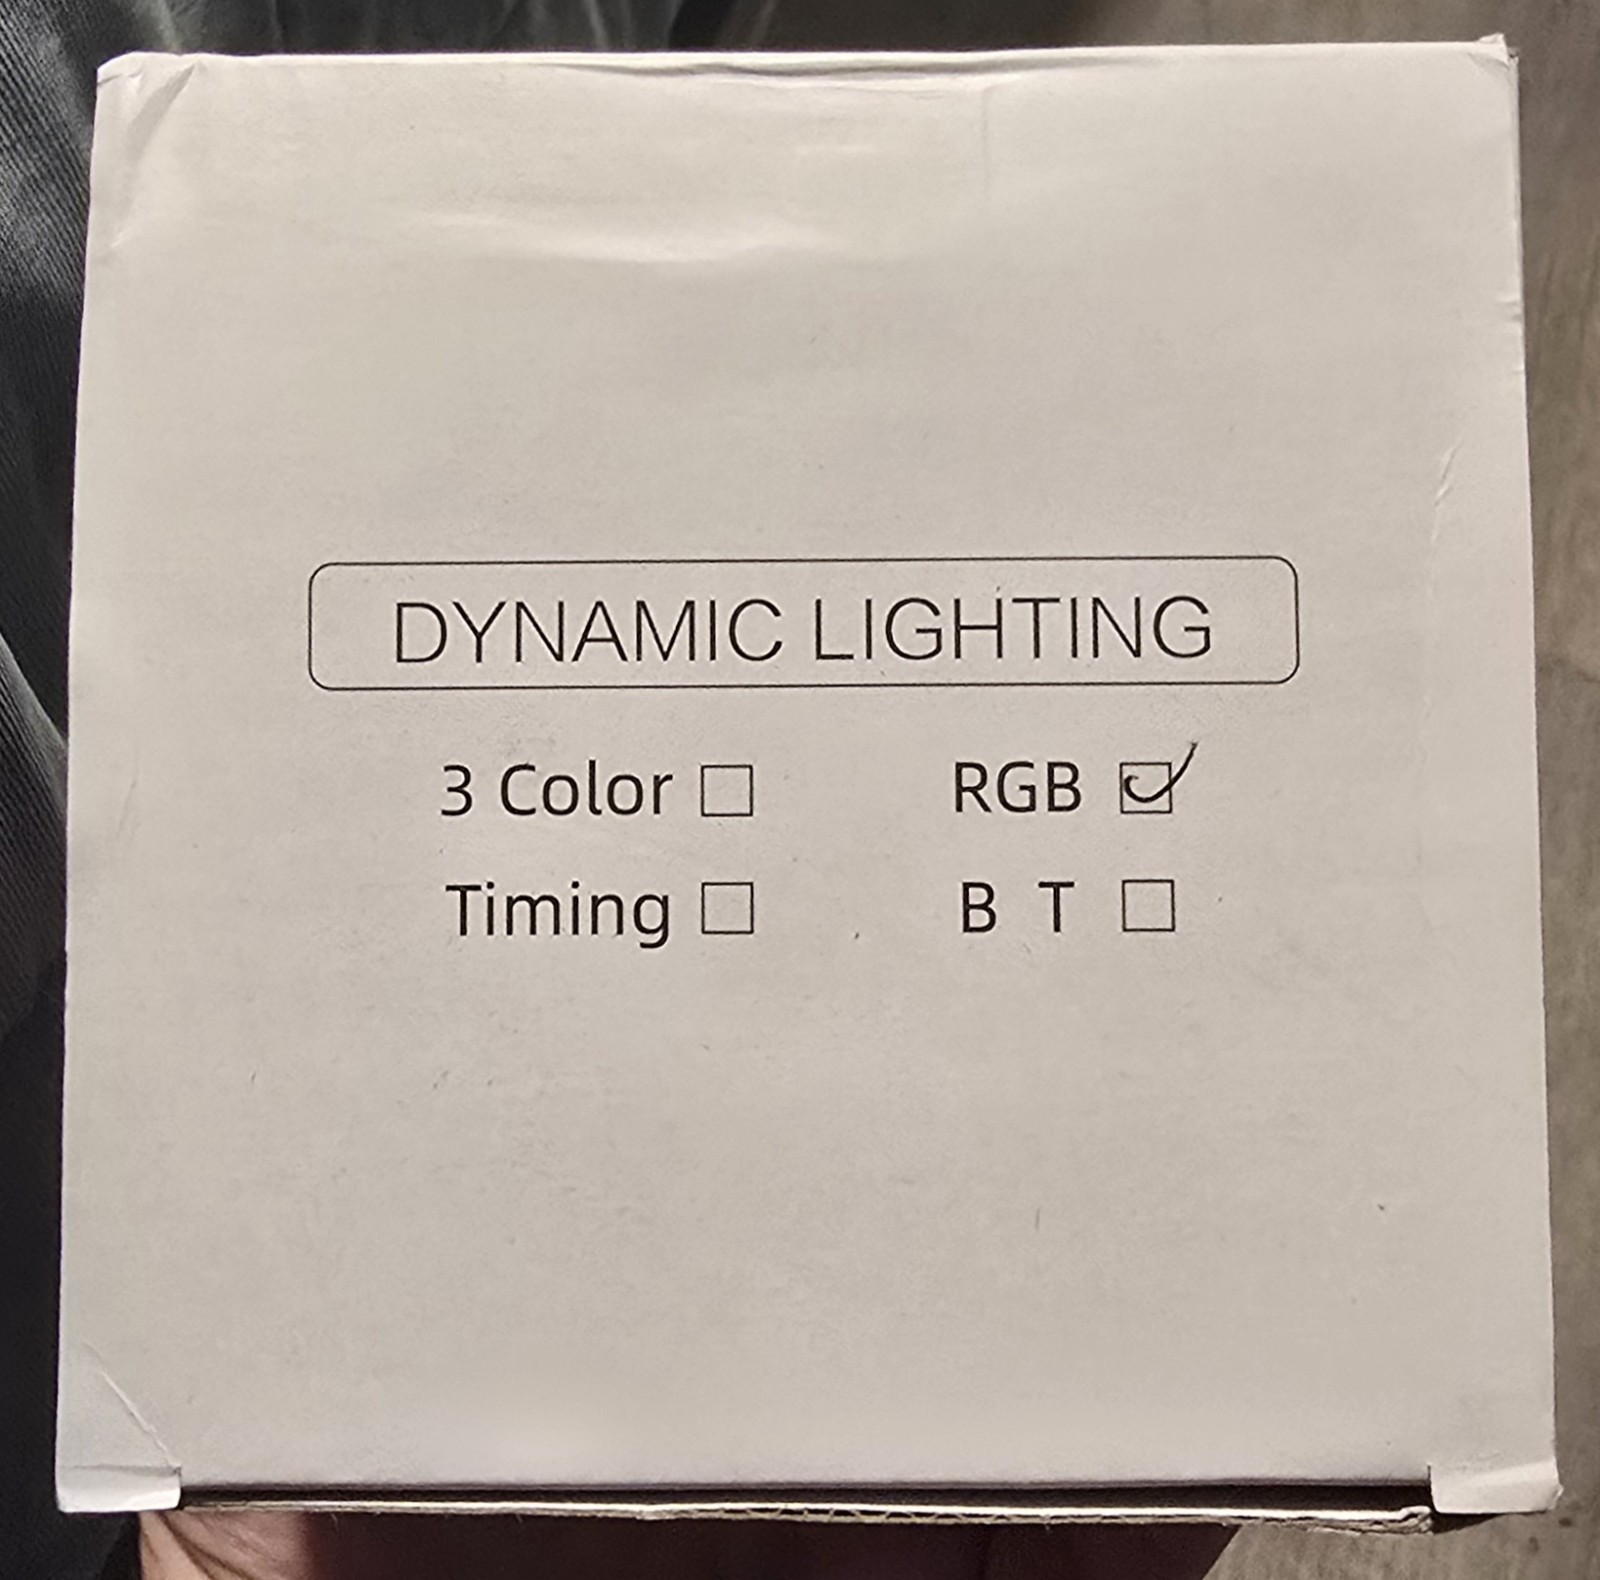 DYNAMIC LIGHTING
3 Color ☐ RGB ☑
Timing ☐ B T ☐